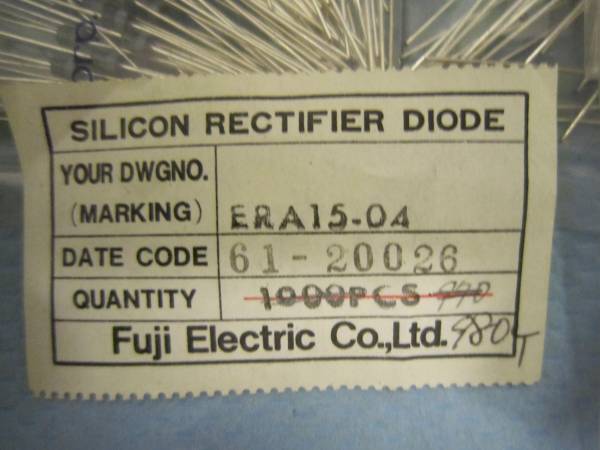 SILICON RECTIFIER DIODE
YOUR DWGNO.
(MARKING) ERA15-04
DATE CODE 61-20026
QUANTITY 1000PCS 990
Fuji Electric Co.,Ltd. 980